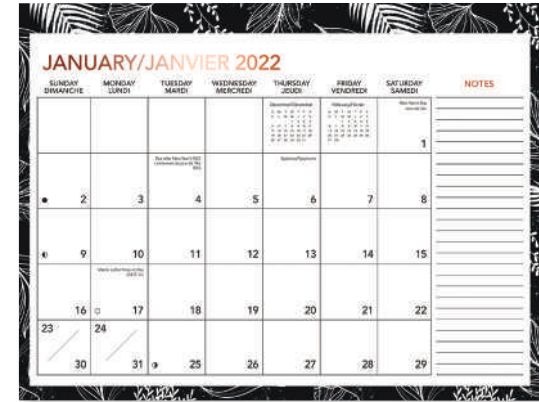 JANUARY/JANVIER 2022
SUNDAY MONDAY TUESDAY WEDNESDAY THURSDAY FRIDAY SATURDAY NOTES
DIMANCHE LUNDI MARDI MERCREDI JEUDI VENDREDI SAMEDI
1
2 3 4 5 6 7 8
9 10 11 12 13 14 15
16 17 18 19 20 21 22
23 24
30 31 25 26 27 28 29